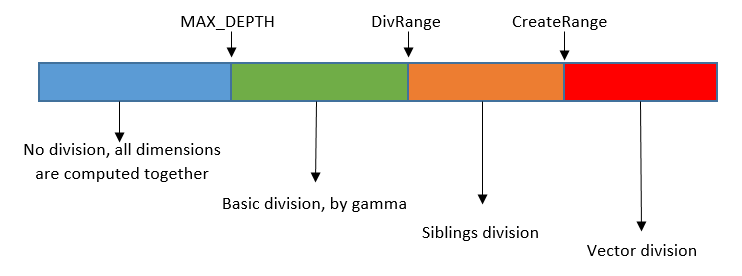 MAX_DEPTH
DivRange
CreateRange
No division, all dimensions
are computed together
Basic division, by gamma
Siblings division
Vector division